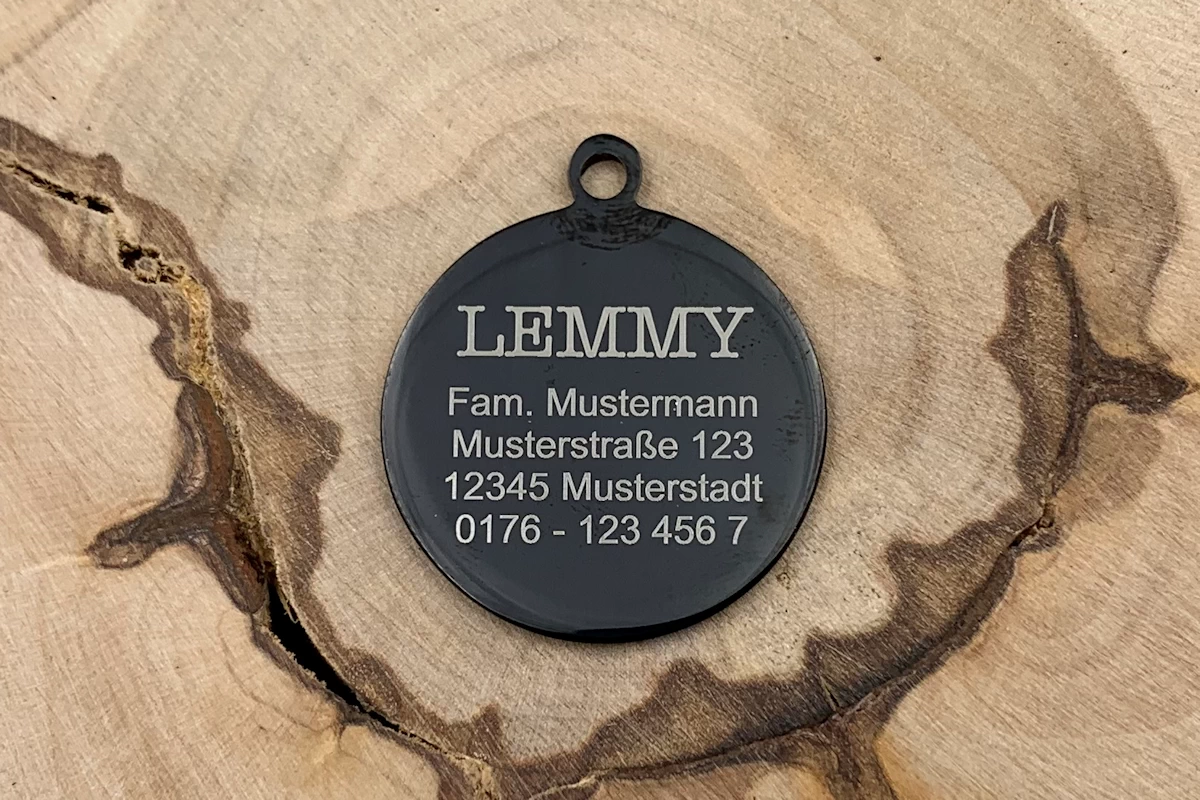 LEMMY
Fam. Mustermann
Musterstraße 123
12345 Musterstadt
0176 - 123 456 7